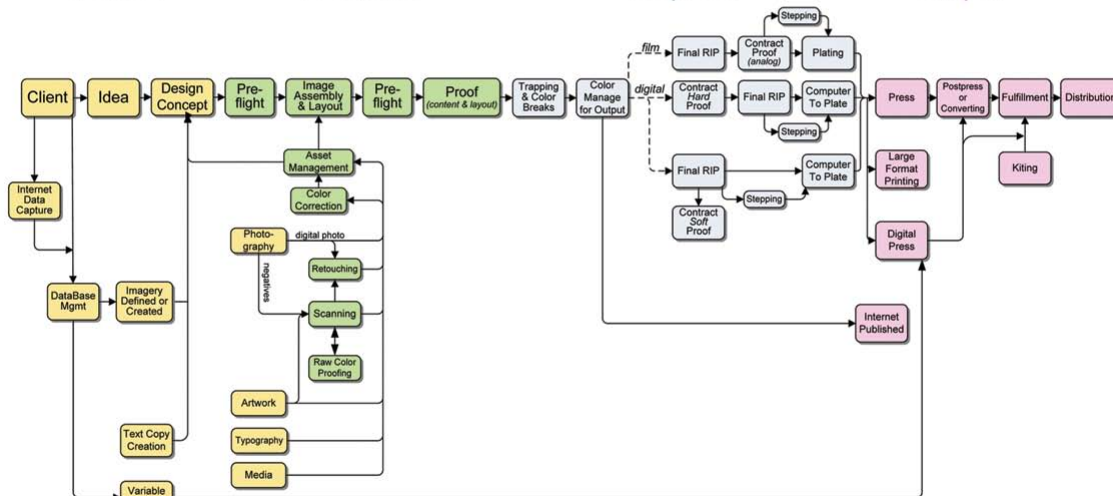 Client
Idea
Design
Concept
Pre-
flight
Image
Assembly
& Layout
Pre-
flight
Proof
(content & layout)
Trapping
& Color
Breaks
Color
Manage
for Output
film
digital
Final RIP
Contract
Proof
(analog)
Stepping
Plating
Contract
Hard
Proof
Final RIP
Stepping
Computer
To Plate
Final RIP
Stepping
Computer
To Plate
Contract
Soft
Proof
Press
Postpress
or
Converting
Fulfillment
Distribution
Large
Format
Printing
Kiting
Digital
Press
Internet
Published
Internet
Data
Capture
DataBase
Mgmt
Imagery
Defined or
Created
Text Copy
Creation
Variable
Asset
Management
Color
Correction
Photo-
graphy
digital photo
negatives
Retouching
Scanning
Raw Color
Proofing
Artwork
Typography
Media